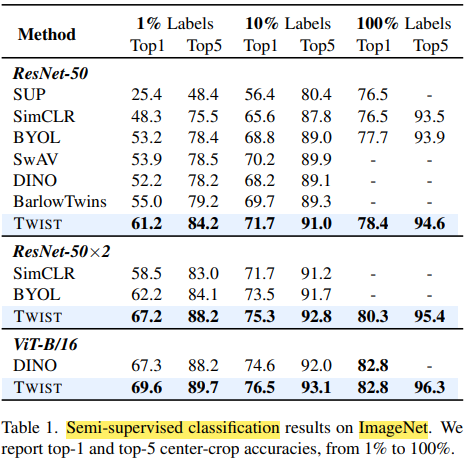 Method 1% Labels 10% Labels 100% Labels
Top1 Top5 Top1 Top5 Top1 Top5
ResNet-50
SUP 25.4 48.4 56.4 80.4 76.5 -
SimCLR 48.3 75.5 65.6 87.8 76.5 93.5
BYOL 53.2 78.4 68.8 89.0 77.7 93.9
SwAV 53.9 78.5 70.2 89.9 - -
DINO 52.2 78.2 68.2 89.1 - -
BarlowTwins 55.0 79.2 69.7 89.3 - -
TWIST 61.2 84.2 71.7 91.0 78.4 94.6
ResNet-50×2
SimCLR 58.5 83.0 71.7 91.2 - -
BYOL 62.2 84.1 73.5 91.7 - -
TWIST 67.2 88.2 75.3 92.8 80.3 95.4
ViT-B/16
DINO 67.3 88.2 74.6 92.0 82.8 -
TWIST 69.6 89.7 76.5 93.1 82.8 96.3
Table 1. Semi-supervised classification results on ImageNet. We
report top-1 and top-5 center-crop accuracies, from 1% to 100%.